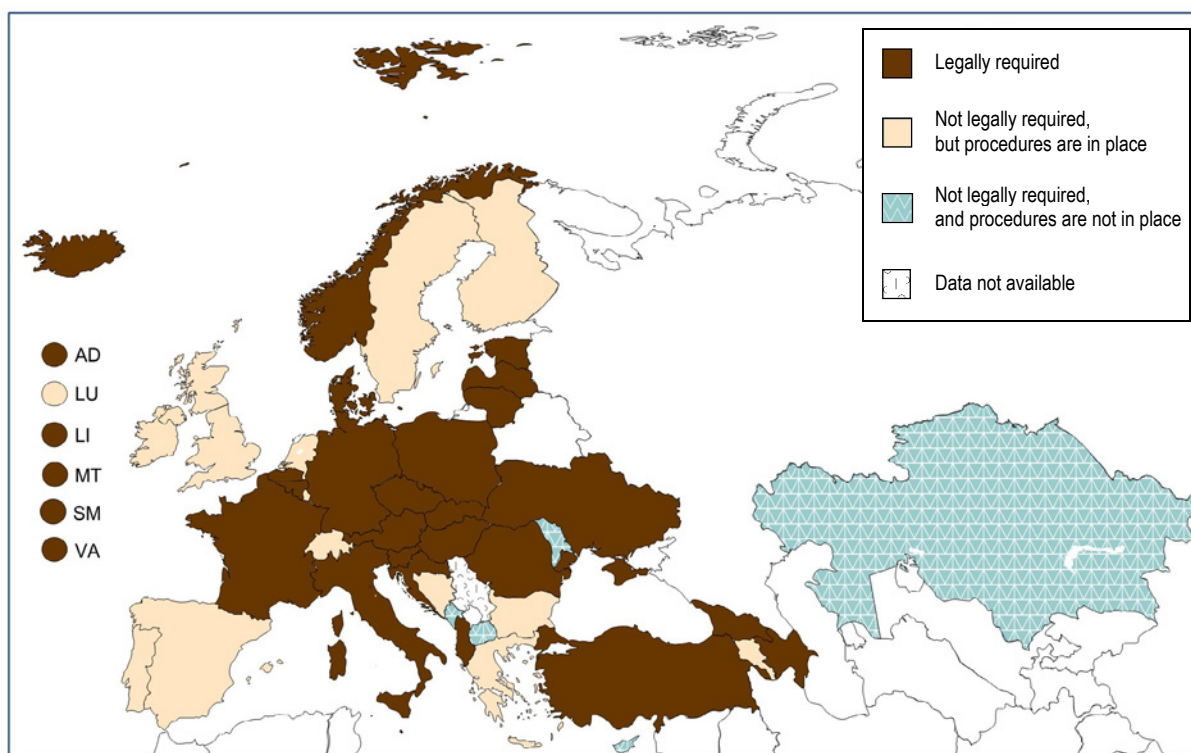 Legally required
Not legally required,
but procedures are in place
Not legally required,
and procedures are not in place
Data not available
AD
LU
LI
MT
SM
VA